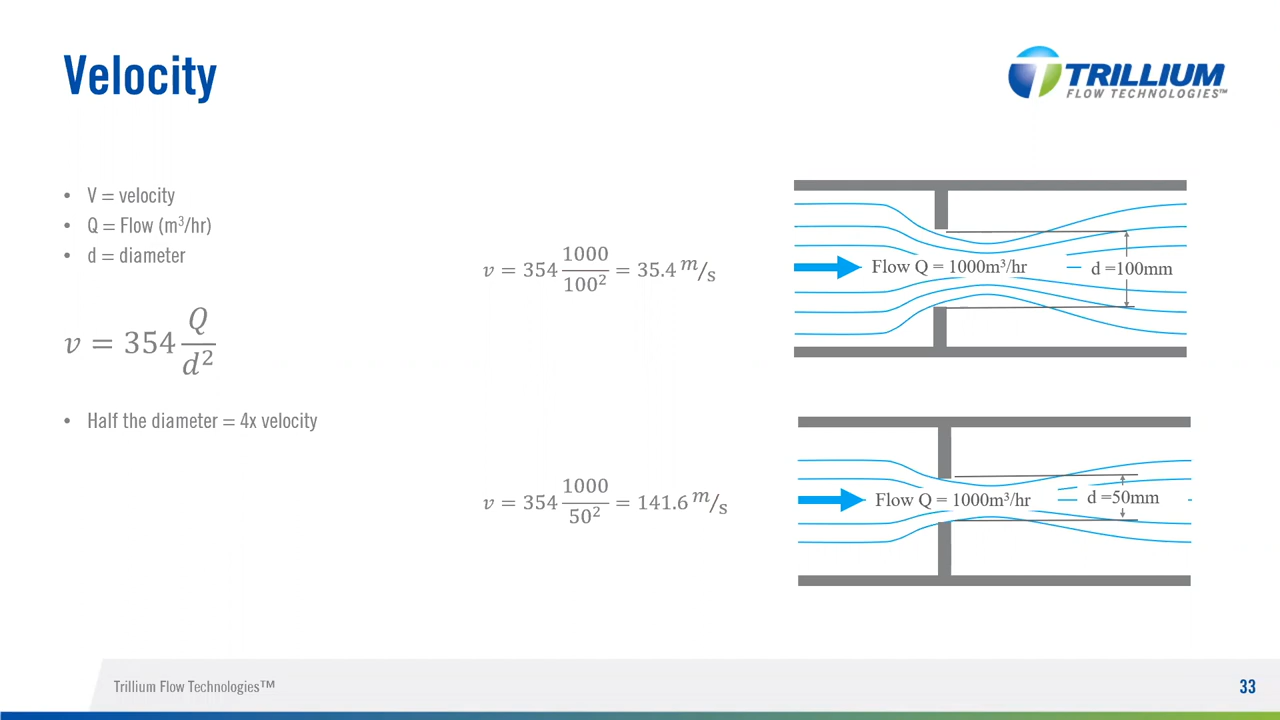 Velocity
TRILLIUM
FLOW TECHNOLOGIES™
• V = velocity
• Q = Flow (m³/hr)
• d = diameter
v = 354 Q/d²
• Half the diameter = 4x velocity
v = 354 1000/100² = 35.4 m/s
v = 354 1000/50² = 141.6 m/s
Flow Q = 1000m³/hr
d =100mm
Flow Q = 1000m³/hr
d =50mm
Trillium Flow Technologies™
33